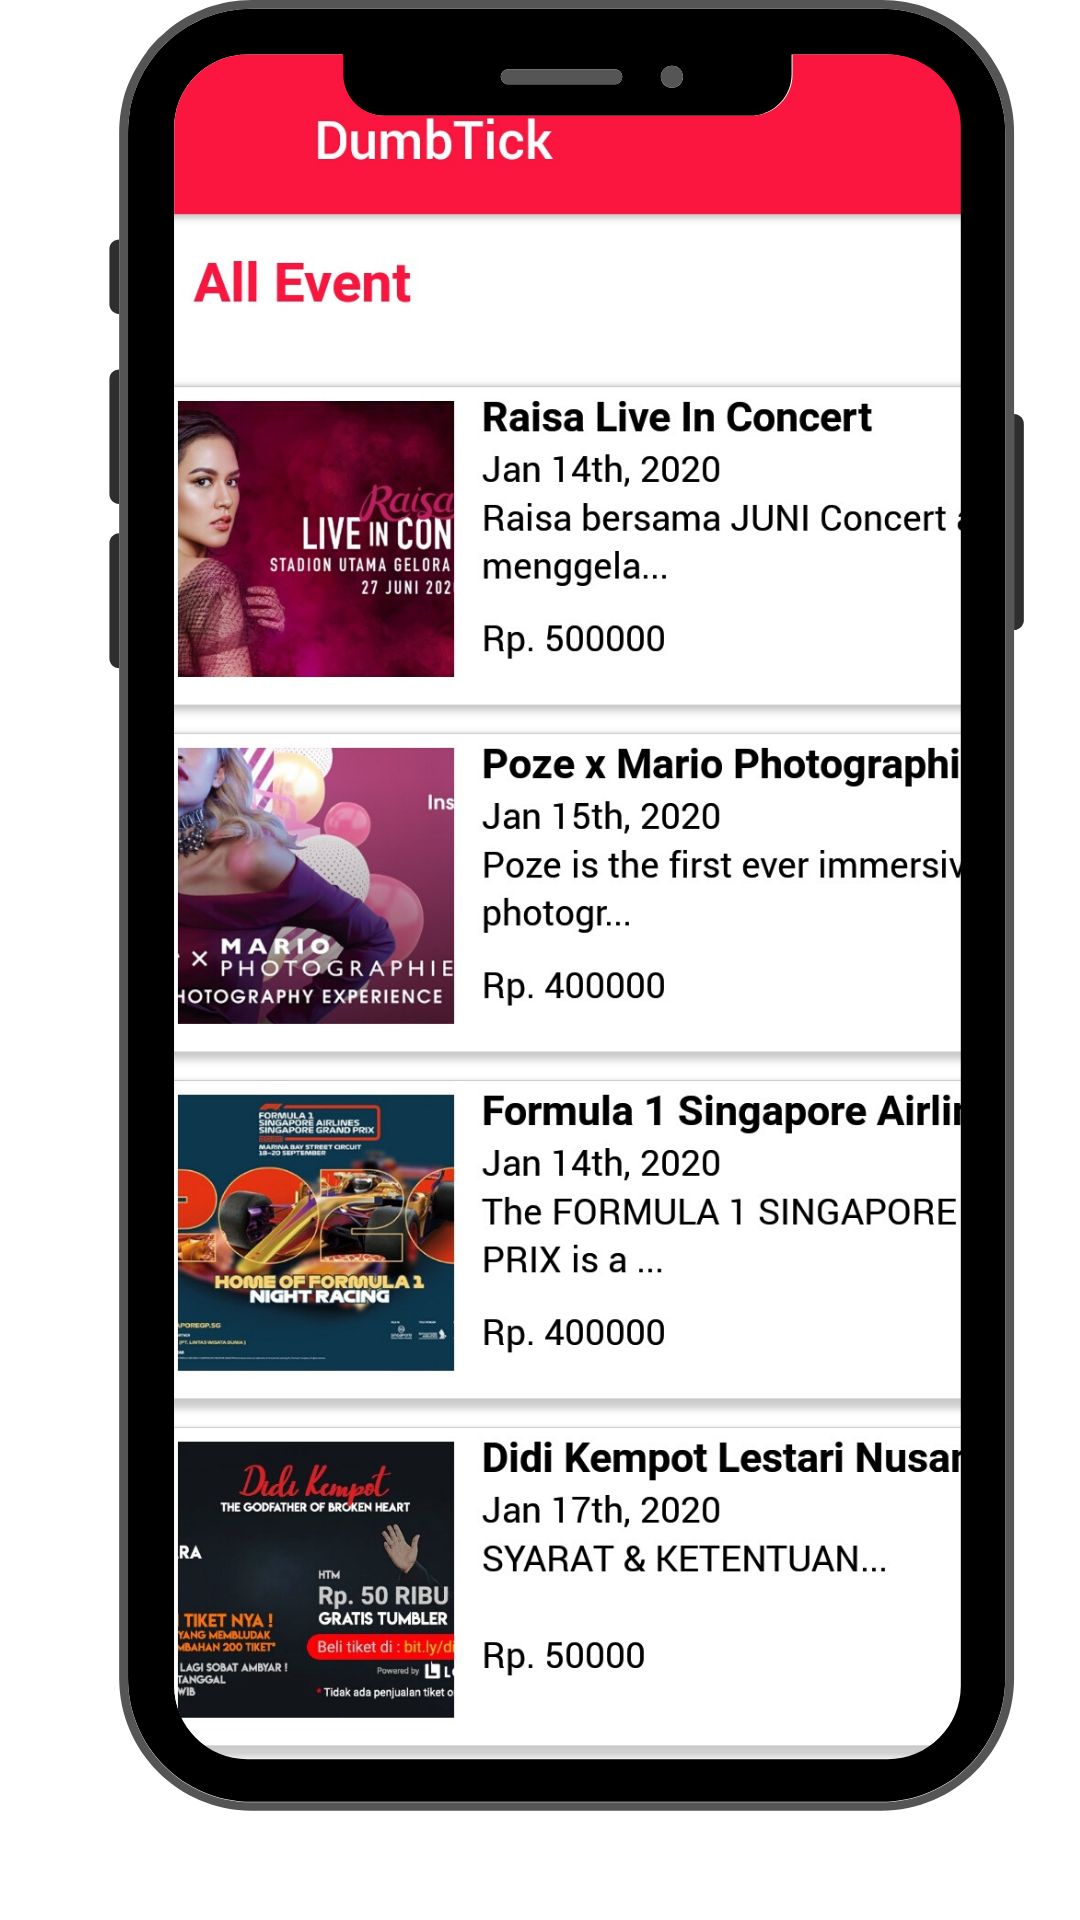 DumbTick
All Event
Raisa
LIVE IN CON
STADION UTAMA GELORA
27 JUNI 202
Raisa Live In Concert
Jan 14th, 2020
Raisa bersama JUNI Concert a
menggela...
Rp. 500000
Ins
× MARIO
PHOTOGRAPHIE
HOTOGRAPHY EXPERIENCE
Poze x Mario Photographi
Jan 15th, 2020
Poze is the first ever immersiv
photogr...
Rp. 400000
FORMULA 1
SINGAPORE AIRLINES
SINGAPORE GRAND PRIX
MARINA BAY STREET CIRCUIT
18-20 SEPTEMBER
2020
HOME OF FORMULA 1
NIGHT RACING
APOREGP.SG
Formula 1 Singapore Airlin
Jan 14th, 2020
The FORMULA 1 SINGAPORE
PRIX is a ...
Rp. 400000
Didi Kempot
THE GODFATHER OF BROKEN HEART
RA
HTM
Rp. 50 RIBU
GRATIS TUMBLER
TIKET NYA !
YANG MEMBLUDAK
MBAHAN 200 TIKET*
Beli tiket di : bit.ly/di
LAGI SOBAT AMBYAR !
TANGGAL
WIB
Powered by L
* Tidak ada penjualan tiket o
Didi Kempot Lestari Nusan
Jan 17th, 2020
SYARAT & KETENTUAN...
Rp. 50000